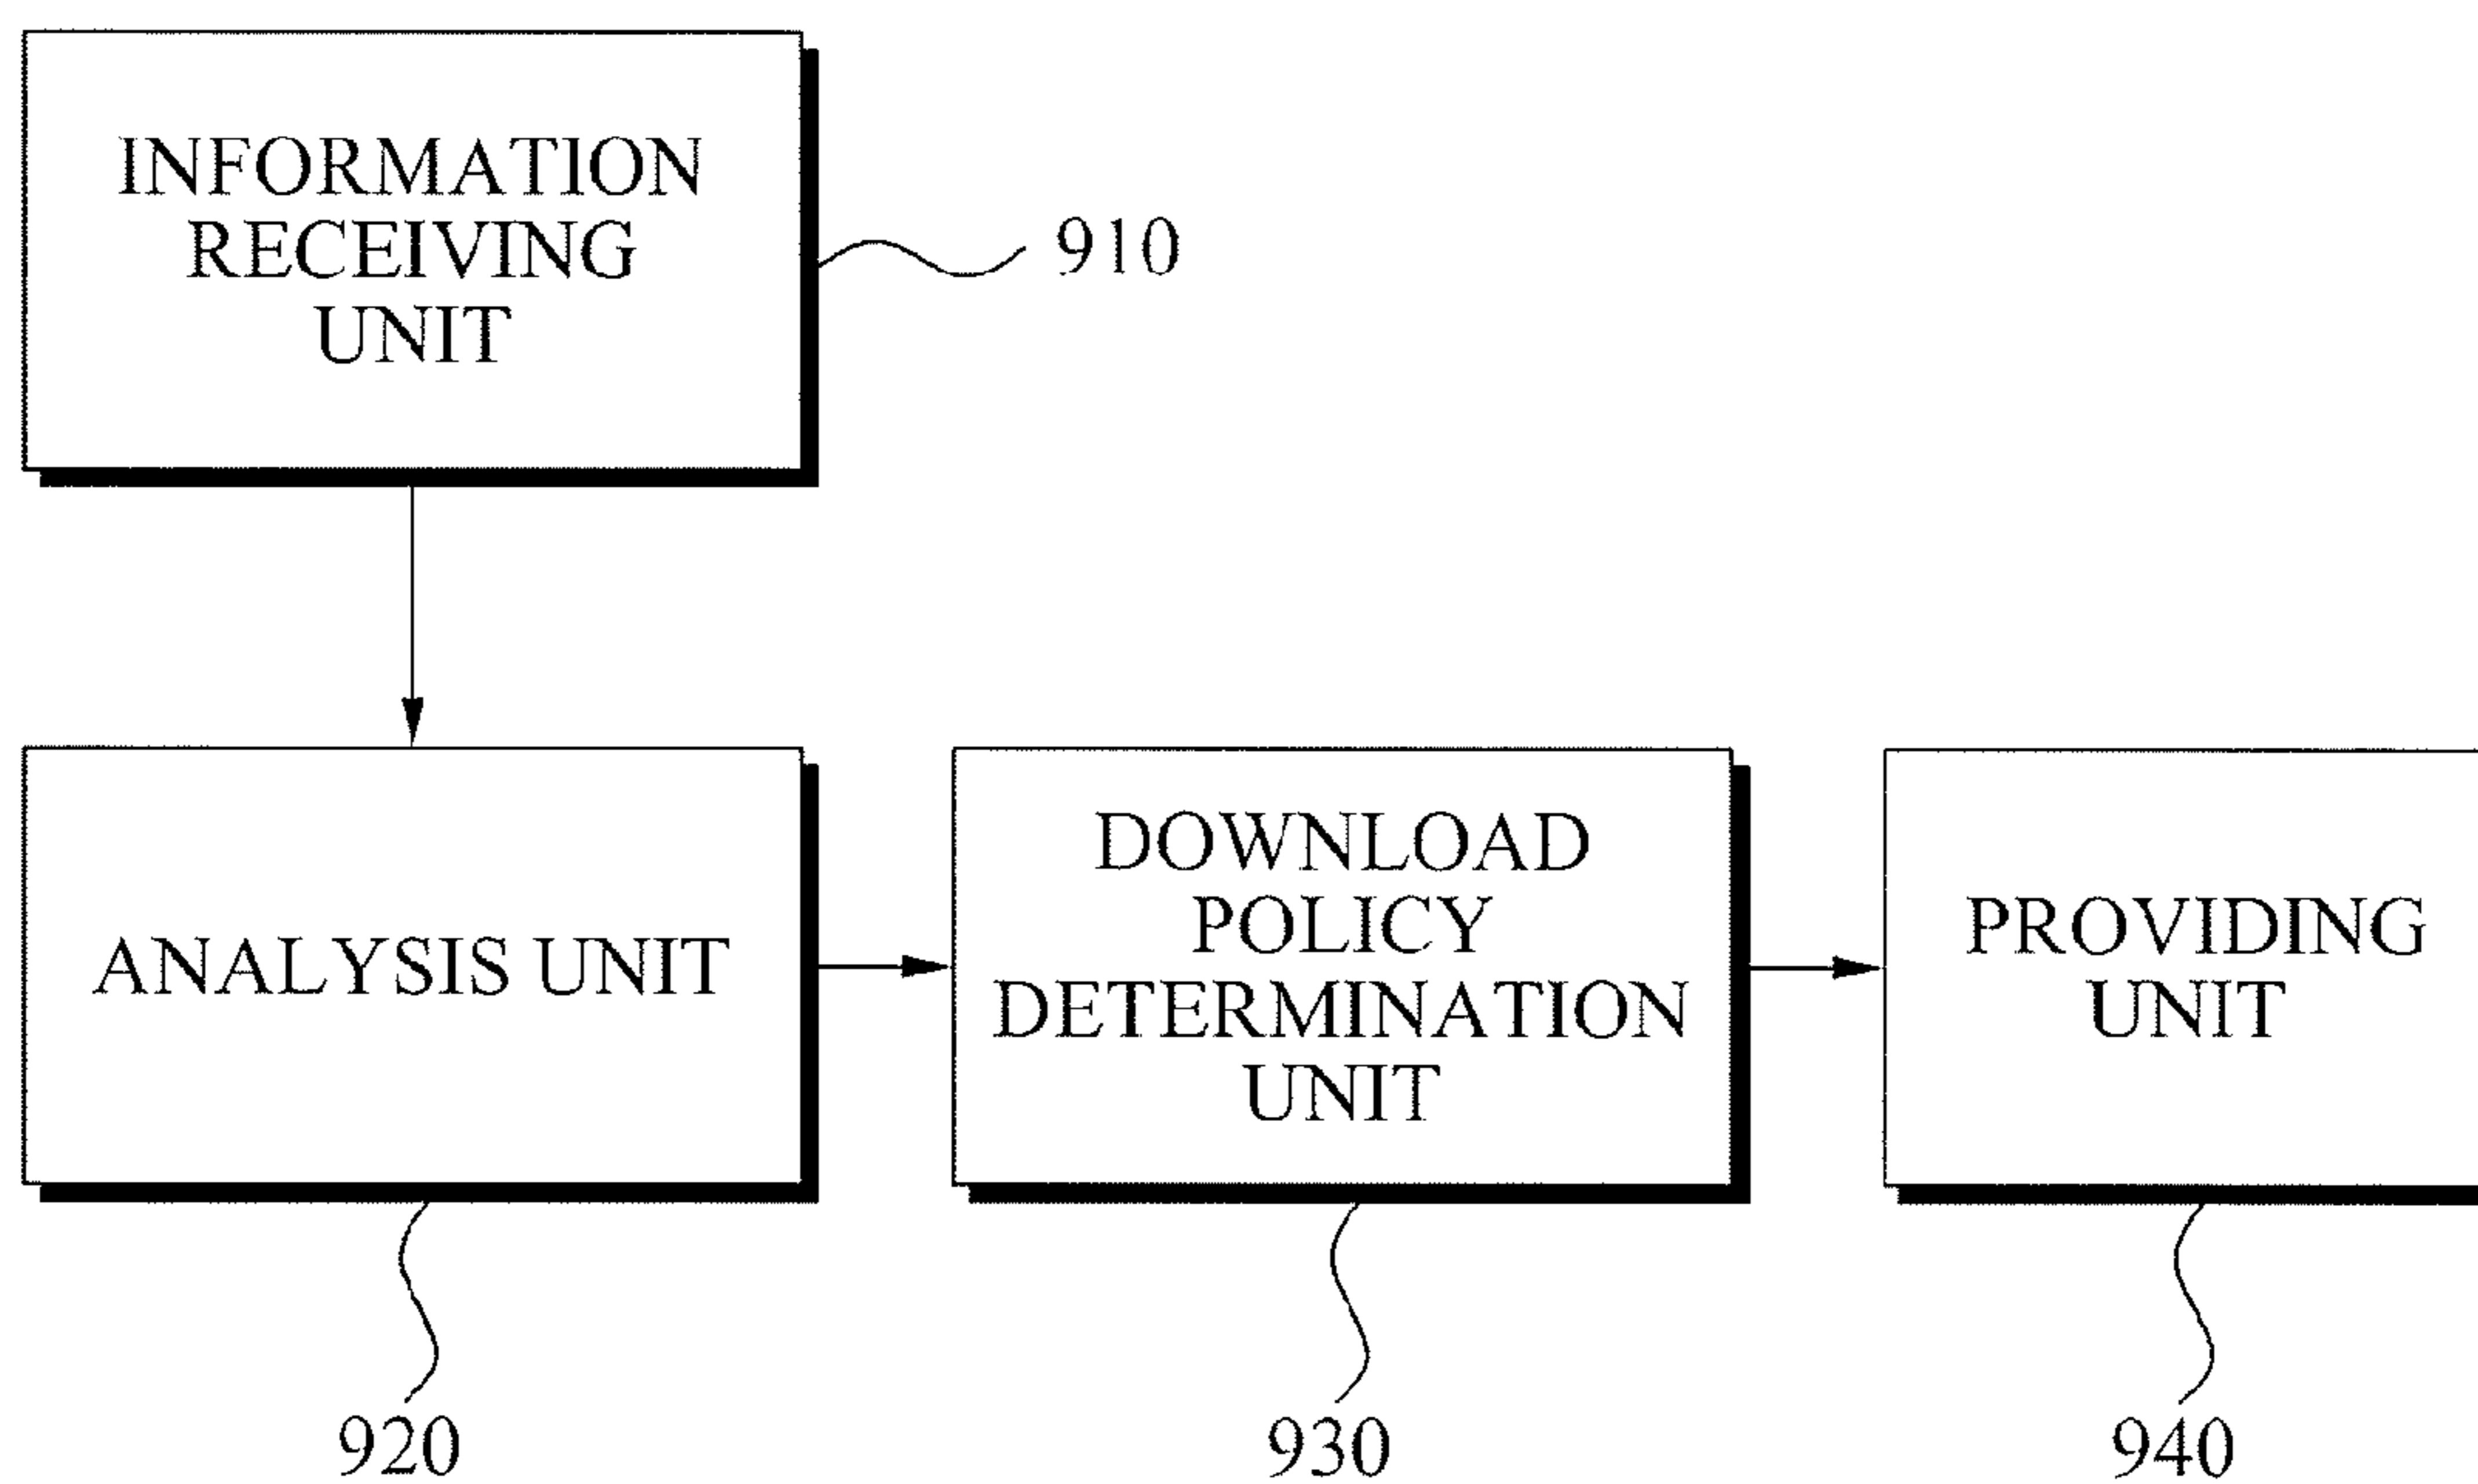 INFORMATION
RECEIVING
UNIT
910
ANALYSIS UNIT
DOWNLOAD
POLICY
DETERMINATION
UNIT
PROVIDING
UNIT
920
930
940